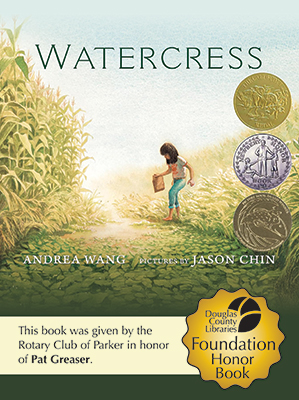 WATERCRESS
ANDREA WANG PICTURES BY JASON CHIN
This book was given by the
Rotary Club of Parker in honor
of Pat Greaser.
Douglas
County
Libraries
Foundation
Honor
Book